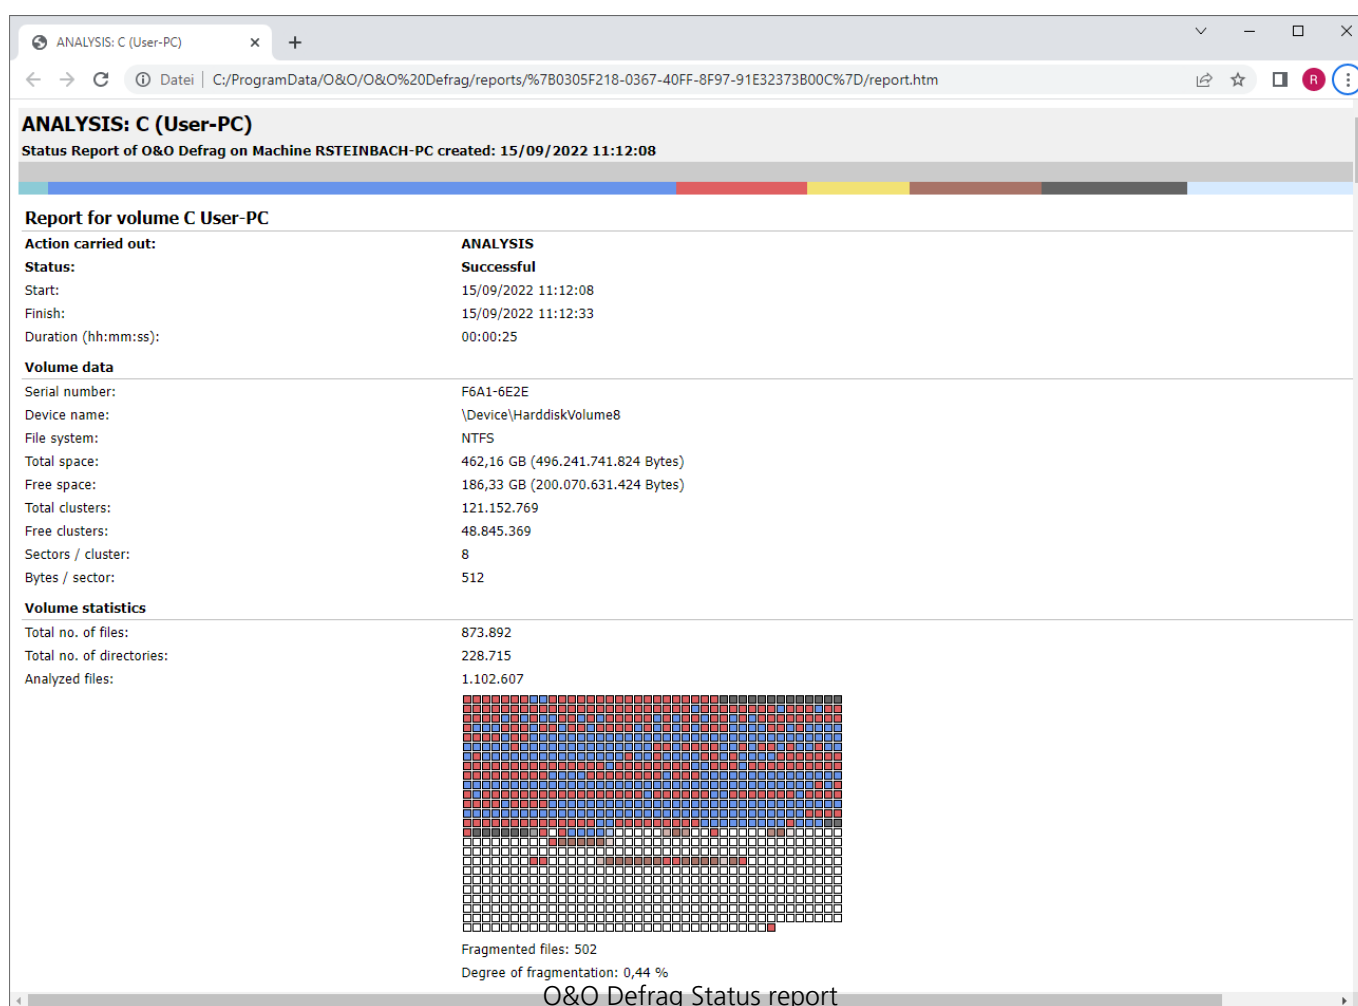 ANALYSIS: C (User-PC)
Datei | C:/ProgramData/O&O/O&O%20Defrag/reports/%7B0305F218-0367-40FF-8F97-91E32373B00C%7D/report.htm
R
ANALYSIS: C (User-PC)
Status Report of O&O Defrag on Machine RSTEINBACH-PC created: 15/09/2022 11:12:08
Report for volume C User-PC
Action carried out: ANALYSIS
Status: Successful
Start: 15/09/2022 11:12:08
Finish: 15/09/2022 11:12:33
Duration (hh:mm:ss): 00:00:25
Volume data
Serial number: F6A1-6E2E
Device name: \Device\HarddiskVolume8
File system: NTFS
Total space: 462,16 GB (496.241.741.824 Bytes)
Free space: 186,33 GB (200.070.631.424 Bytes)
Total clusters: 121.152.769
Free clusters: 48.845.369
Sectors / cluster: 8
Bytes / sector: 512
Volume statistics
Total no. of files: 873.892
Total no. of directories: 228.715
Analyzed files: 1.102.607
Fragmented files: 502
Degree of fragmentation: 0,44 %
O&O Defrag Status report